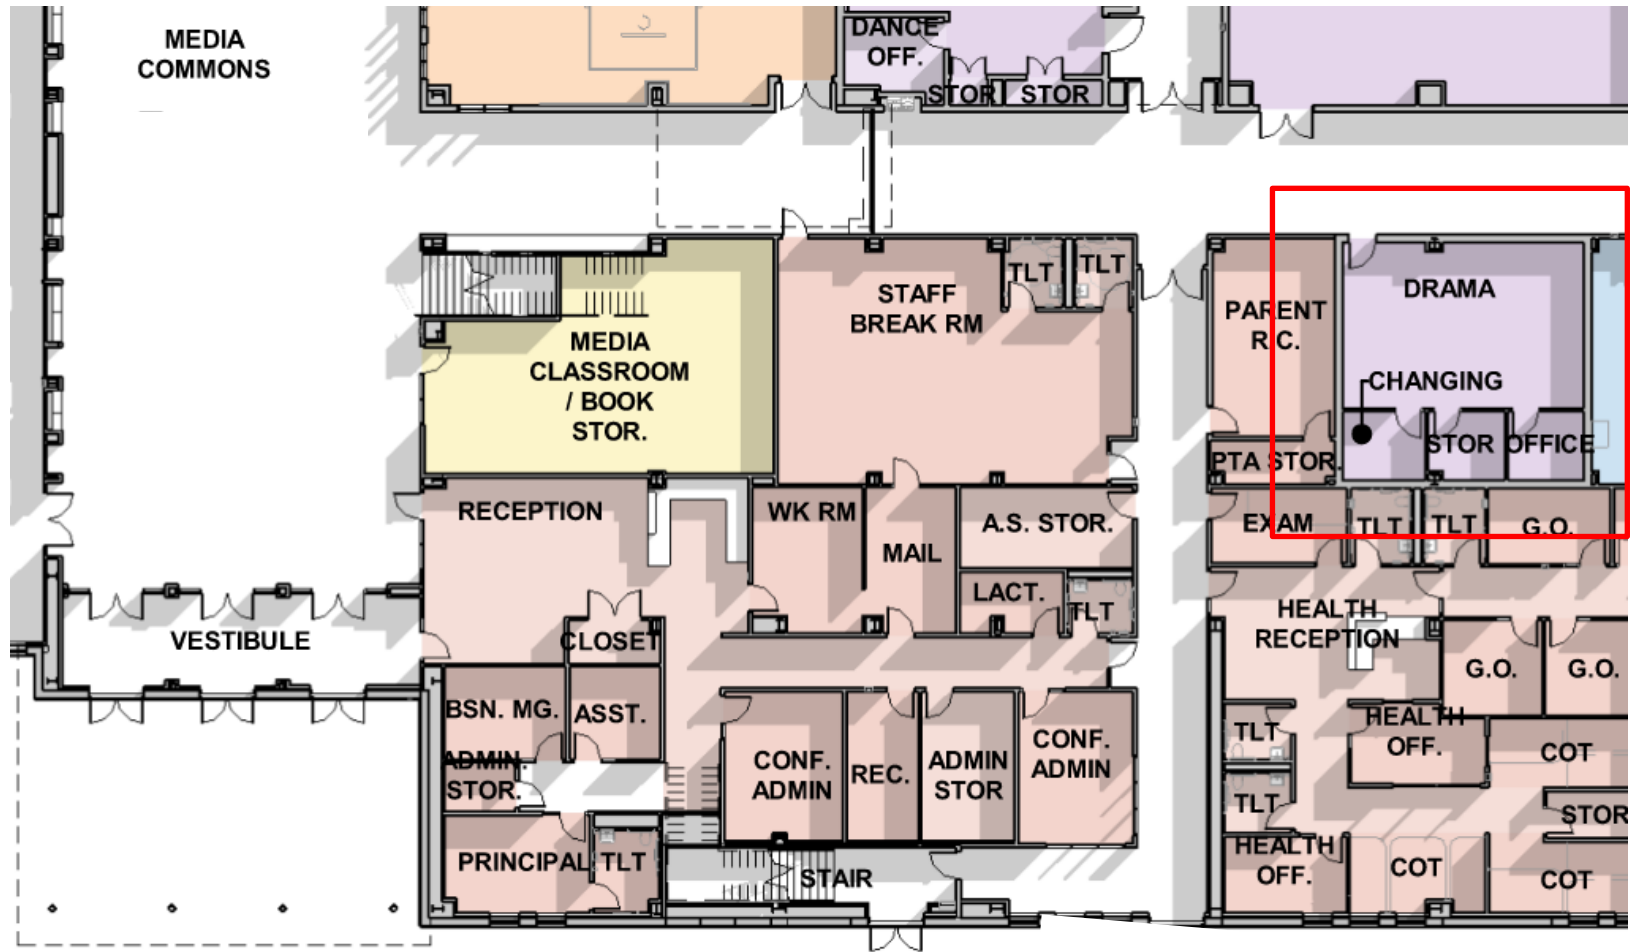 MEDIA
COMMONS
DANCE
OFF.
STOR
STOR
MEDIA
CLASSROOM
/ BOOK
STOR.
STAFF
BREAK RM
TLT
TLT
PARENT
R.C.
DRAMA
CHANGING
STOR
OFFICE
PTA STOR.
RECEPTION
WK RM
MAIL
A.S. STOR.
LACT.
TLT
EXAM
TLT
TLT
G.O.
VESTIBULE
CLOSET
HEALTH
RECEPTION
G.O.
G.O.
BSN. MG.
ASST.
ADMIN.
STOR.
CONF.
ADMIN
REC.
ADMIN
STOR
CONF.
ADMIN
TLT
HEALTH
OFF.
COT
TLT
STOR
PRINCIPAL
TLT
STAIR
HEALTH
OFF.
COT
COT